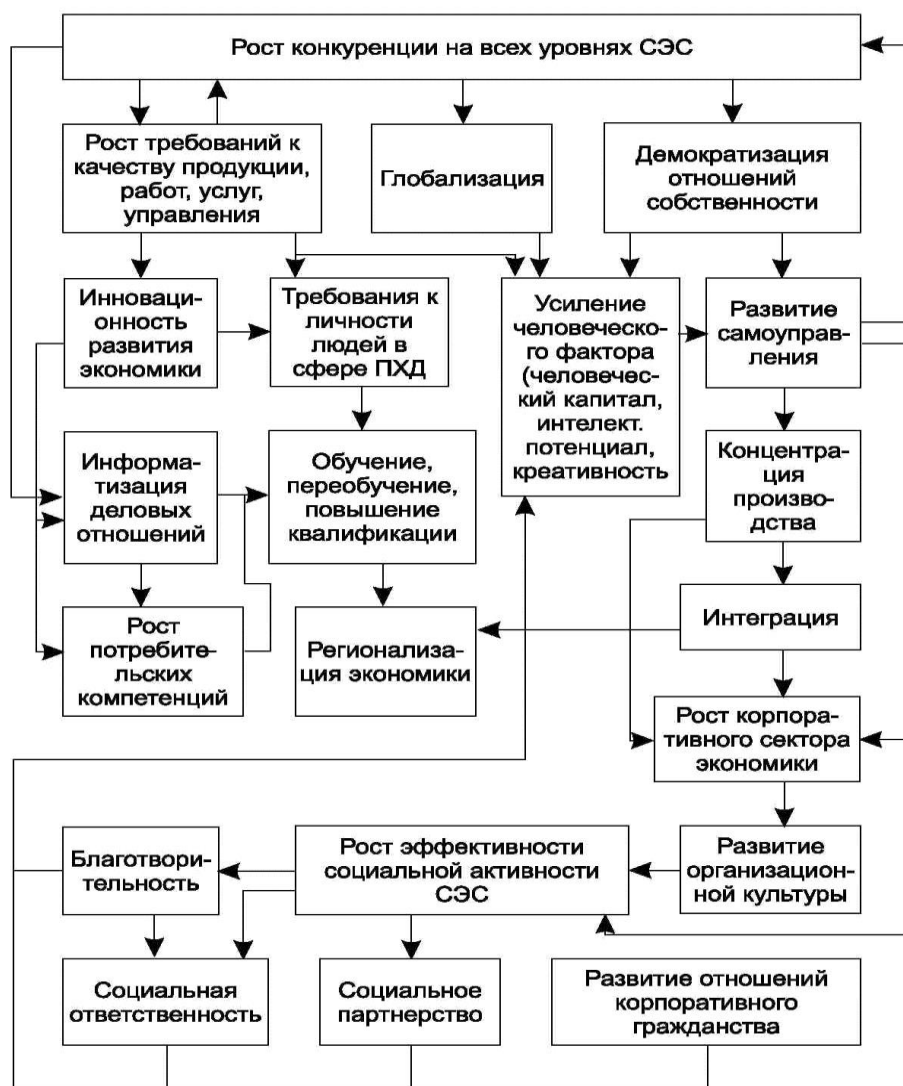 Рост конкуренции на всех уровнях СЭС
Рост требований к
качеству продукции,
работ, услуг,
управления
Глобализация
Демократизация
отношений
собственности
Инноваци-
онность
развития
экономики
Требования к
личности
людей в
сфере ПХД
Усиление
человеческо-
го фактора
(человечес-
кий капитал,
интелект.
потенциал,
креативность
Развитие
самоуправ-
ления
Информа-
тизация
деловых
отношений
Обучение,
переобучение,
повышение
квалификации
Концентра-
ция
произво-
дства
Рост
потребите-
льских
компетенций
Регионализа-
ция экономики
Интеграция
Рост корпора-
тивного сектора
экономики
Благотвори-
тельность
Рост эффективности
социальной активности
СЭС
Развитие
организацион-
ной культуры
Социальная
ответственность
Социальное
партнерство
Развитие отношений
корпоративного
гражданства